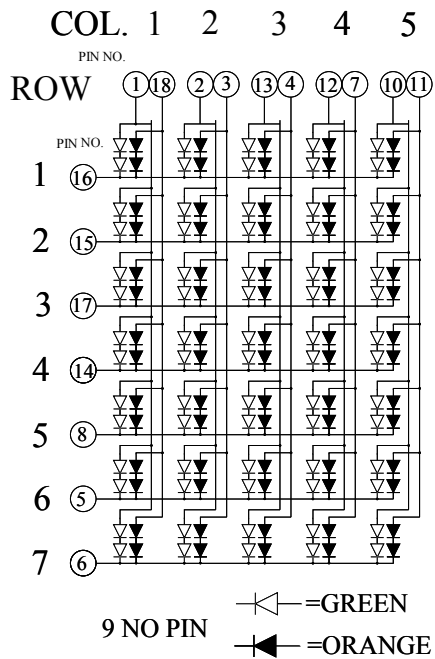 COL. 1 2 3 4 5
PIN NO.
ROW 1 18 2 3 13 4 12 7 10 11
PIN NO.
1 16
2 15
3 17
4 14
5 8
6 5
7 6
=GREEN
9 NO PIN
=ORANGE